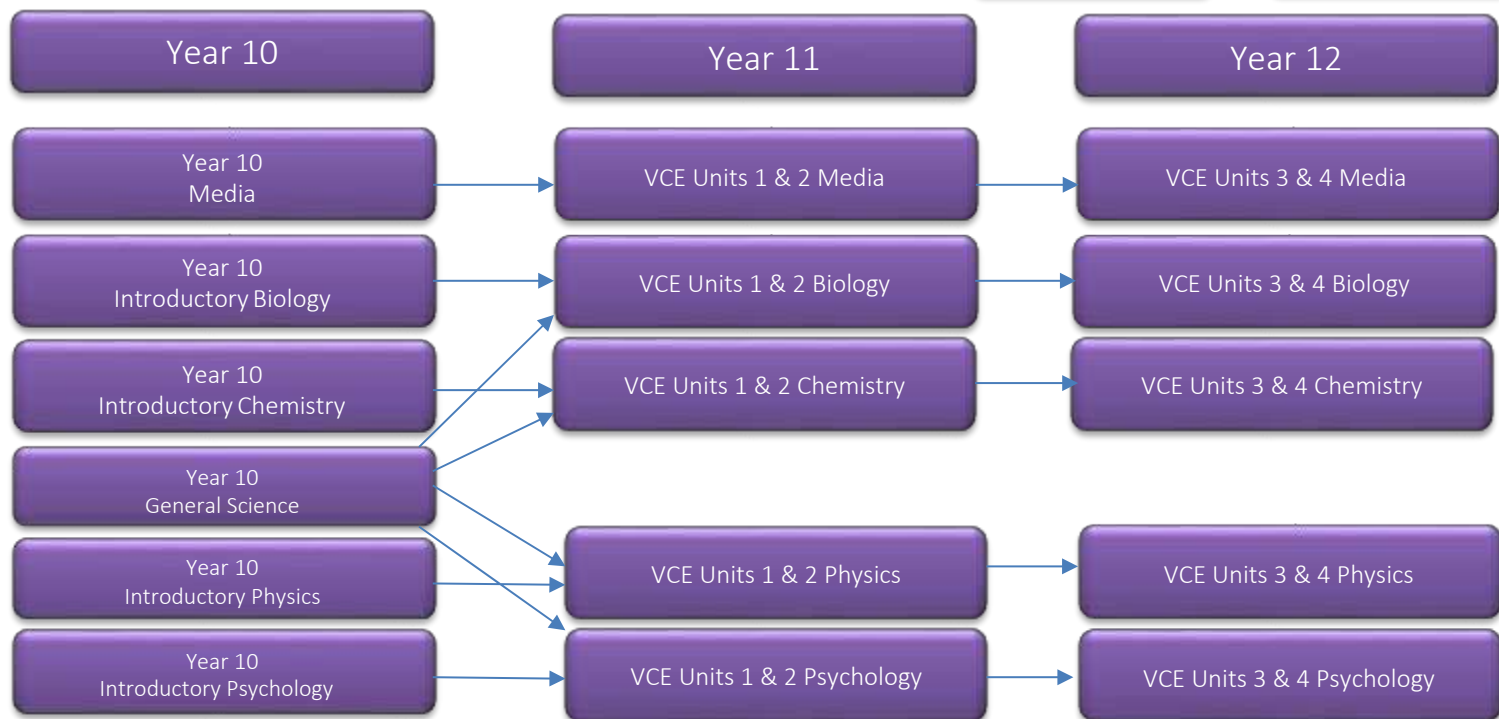 Year 10
Year 11
Year 12
Year 10
Media
VCE Units 1 & 2 Media
VCE Units 3 & 4 Media
Year 10
Introductory Biology
VCE Units 1 & 2 Biology
VCE Units 3 & 4 Biology
Year 10
Introductory Chemistry
VCE Units 1 & 2 Chemistry
VCE Units 3 & 4 Chemistry
Year 10
General Science
Year 10
Introductory Physics
VCE Units 1 & 2 Physics
VCE Units 3 & 4 Physics
Year 10
Introductory Psychology
VCE Units 1 & 2 Psychology
VCE Units 3 & 4 Psychology